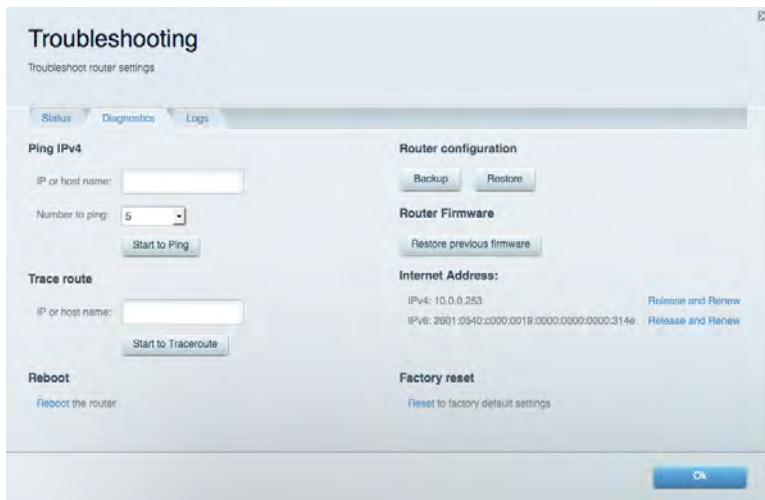 Troubleshooting
Troubleshoot router settings
Status Diagnostics Logs
Ping IPv4
IP or host name:
Number to ping: 5
Start to Ping
Trace route
IP or host name:
Start to Traceroute
Reboot
Reboot the router
Router configuration
Backup Restore
Router Firmware
Restore previous firmware
Internet Address:
IPv4: 10.0.0.253 Release and Renew
IPv6: 2601:0540:c000:0019:0000:0000:0000:314e Release and Renew
Factory reset
Reset to factory default settings
Ok